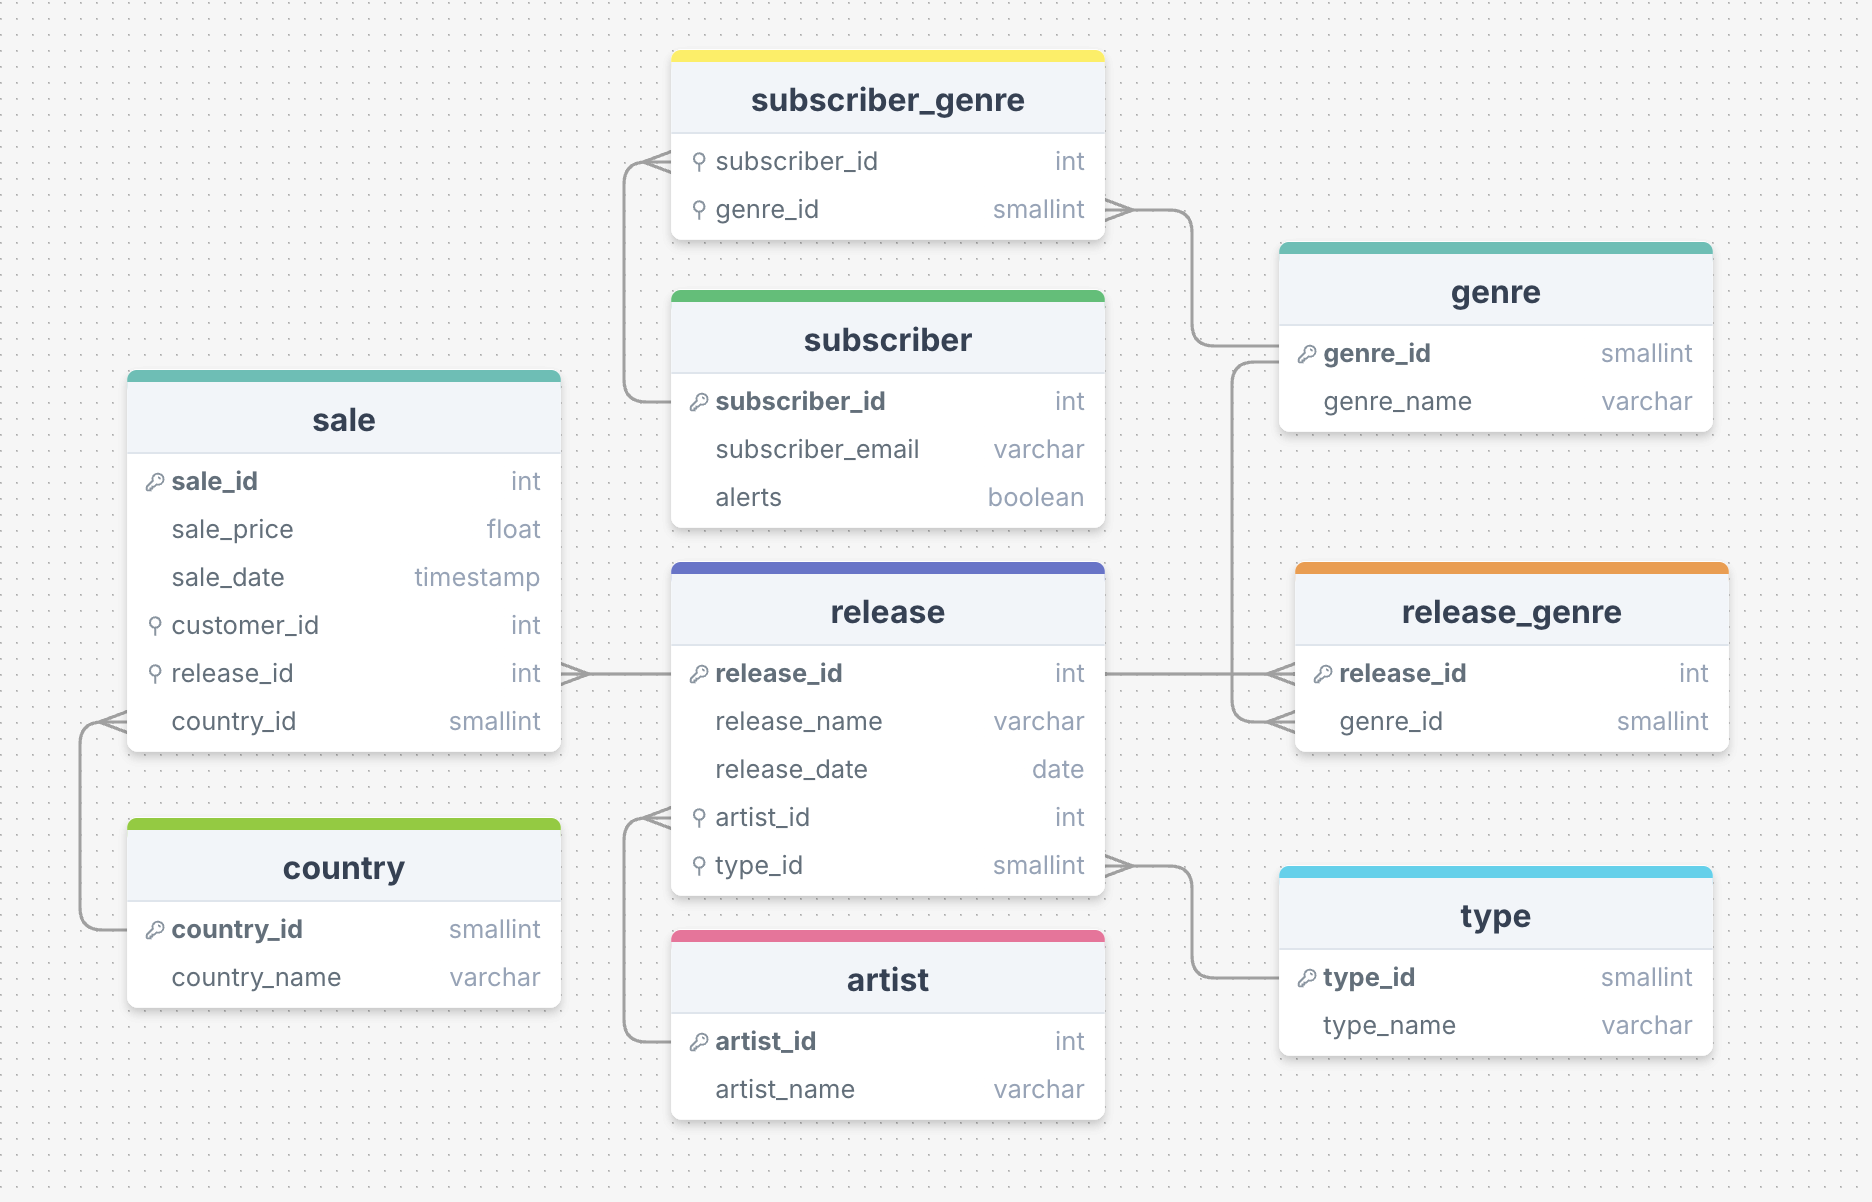 subscriber_genre
subscriber_id int
genre_id smallint
subscriber
subscriber_id int
subscriber_email varchar
alerts boolean
genre
genre_id smallint
genre_name varchar
sale
sale_id int
sale_price float
sale_date timestamp
customer_id int
release_id int
country_id smallint
release
release_id int
release_name varchar
release_date date
artist_id int
type_id smallint
release_genre
release_id int
genre_id smallint
country
country_id smallint
country_name varchar
artist
artist_id int
artist_name varchar
type
type_id smallint
type_name varchar